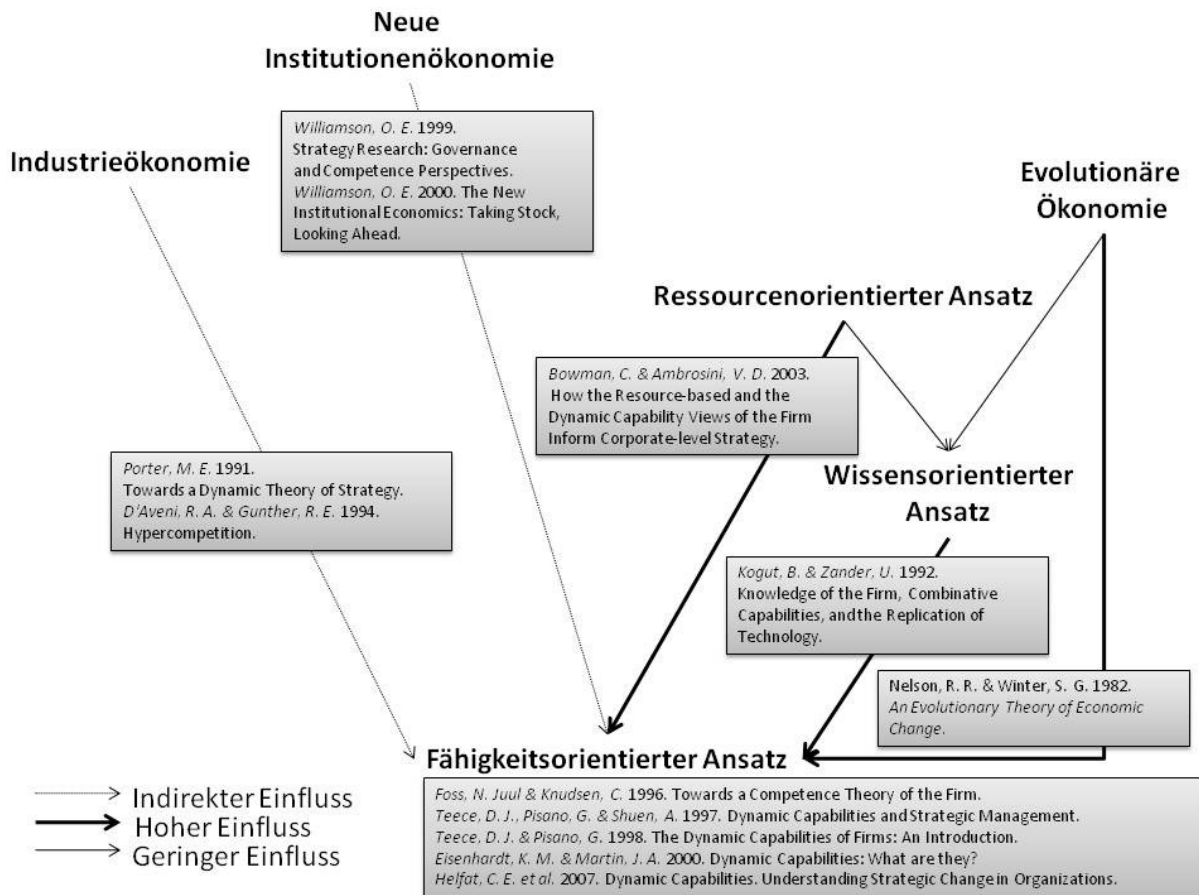 Neue
Institutionenökonomie
Williamson, O. E. 1999.
Strategy Research: Governance
and Competence Perspectives.
Williamson, O. E. 2000. The New
Institutional Economics: Taking Stock,
Looking Ahead.
Industrieökonomie
Evolutionäre
Ökonomie
Ressourcenorientierter Ansatz
Bowman, C. & Ambrosini, V. D. 2003.
How the Resource-based and the
Dynamic Capability Views of the Firm
Inform Corporate-level Strategy.
Porter, M. E. 1991.
Towards a Dynamic Theory of Strategy.
D'Aveni, R. A. & Gunther, R. E. 1994.
Hypercompetition.
Wissensorientierter
Ansatz
Kogut, B. & Zander, U. 1992.
Knowledge of the Firm, Combinative
Capabilities, and the Replication of
Technology.
Nelson, R. R. & Winter, S. G. 1982.
An Evolutionary Theory of Economic
Change.
Fähigkeitsorientierter Ansatz
Foss, N. Juul & Knudsen, C. 1996. Towards a Competence Theory of the Firm.
Teece, D. J., Pisano, G. & Shuen, A. 1997. Dynamic Capabilities and Strategic Management.
Teece, D. J. & Pisano, G. 1998. The Dynamic Capabilities of Firms: An Introduction.
Eisenhardt, K. M. & Martin, J. A. 2000. Dynamic Capabilities: What are they?
Helfat, C. E. et al. 2007. Dynamic Capabilities. Understanding Strategic Change in Organizations.
Indirekter Einfluss
Hoher Einfluss
Geringer Einfluss